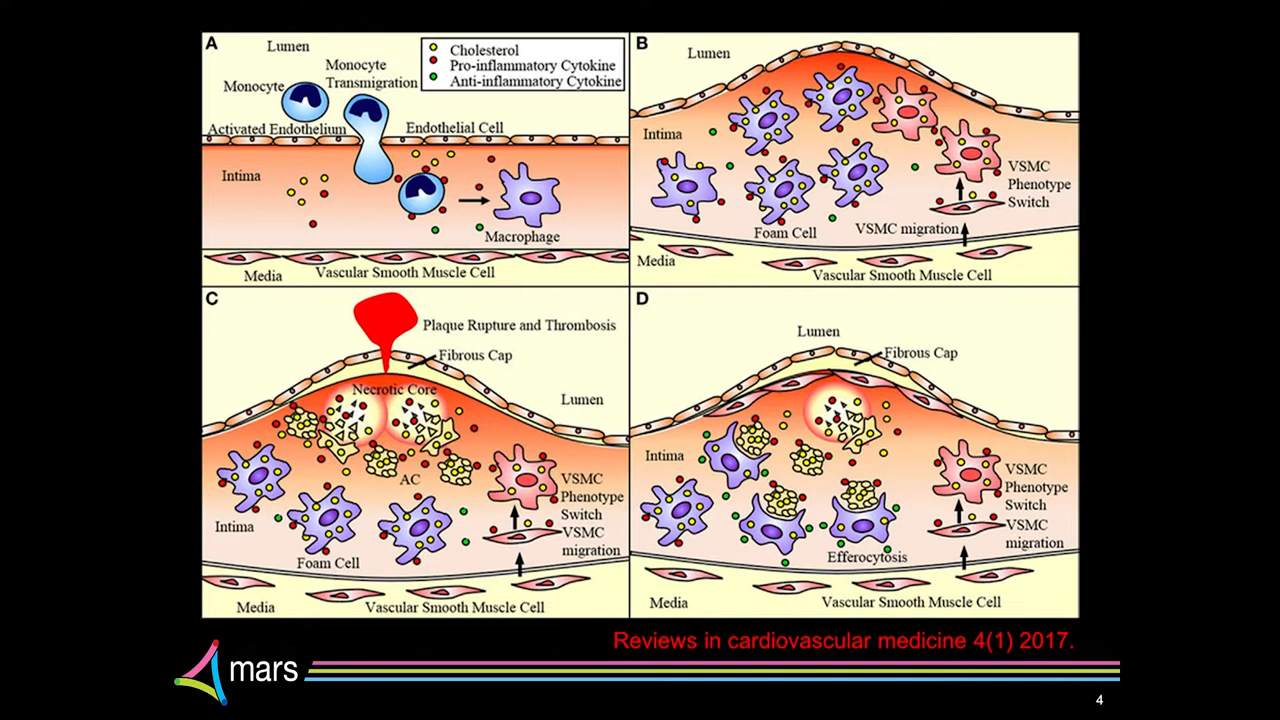 A
Lumen
Monocyte
Monocyte
Transmigration
Cholesterol
Pro-inflammatory Cytokine
Anti-inflammatory Cytokine
Activated Endothelium
Endothelial Cell
Intima
Macrophage
Media
Vascular Smooth Muscle Cell
B
Lumen
Intima
VSMC
Phenotype
Switch
Foam Cell
VSMC migration
Media
Vascular Smooth Muscle Cell
C
Plaque Rupture and Thrombosis
Fibrous Cap
Necrotic Core
Lumen
AC
VSMC
Phenotype
Switch
Intima
VSMC
migration
Foam Cell
Media
Vascular Smooth Muscle Cell
D
Lumen
Fibrous Cap
Intima
VSMC
Phenotype
Switch
VSMC
migration
Efferocytosis
Media
Vascular Smooth Muscle Cell
Reviews in cardiovascular medicine 4(1) 2017.
mars
4